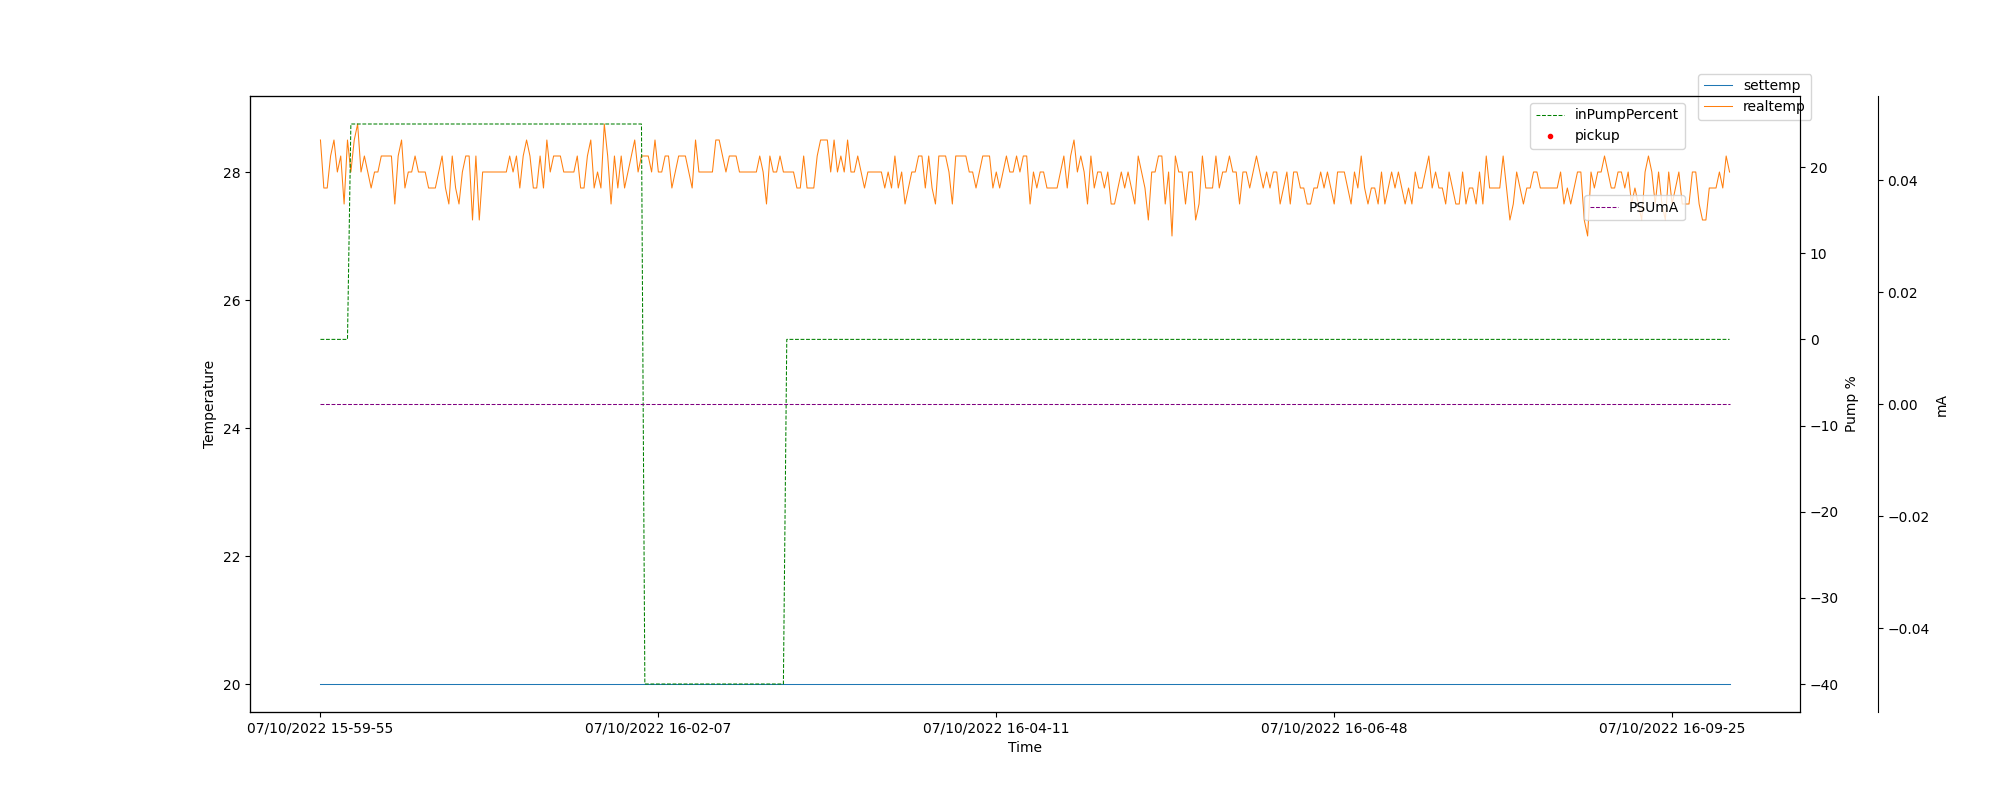 settemp
realtemp
inPumpPercent
pickup
PSUmA
28
26
24
22
20
Temperature
20
10
0
−10
−20
−30
−40
Pump %
0.04
0.02
0.00
−0.02
−0.04
mA
07/10/2022 15-59-55
07/10/2022 16-02-07
07/10/2022 16-04-11
07/10/2022 16-06-48
07/10/2022 16-09-25
Time